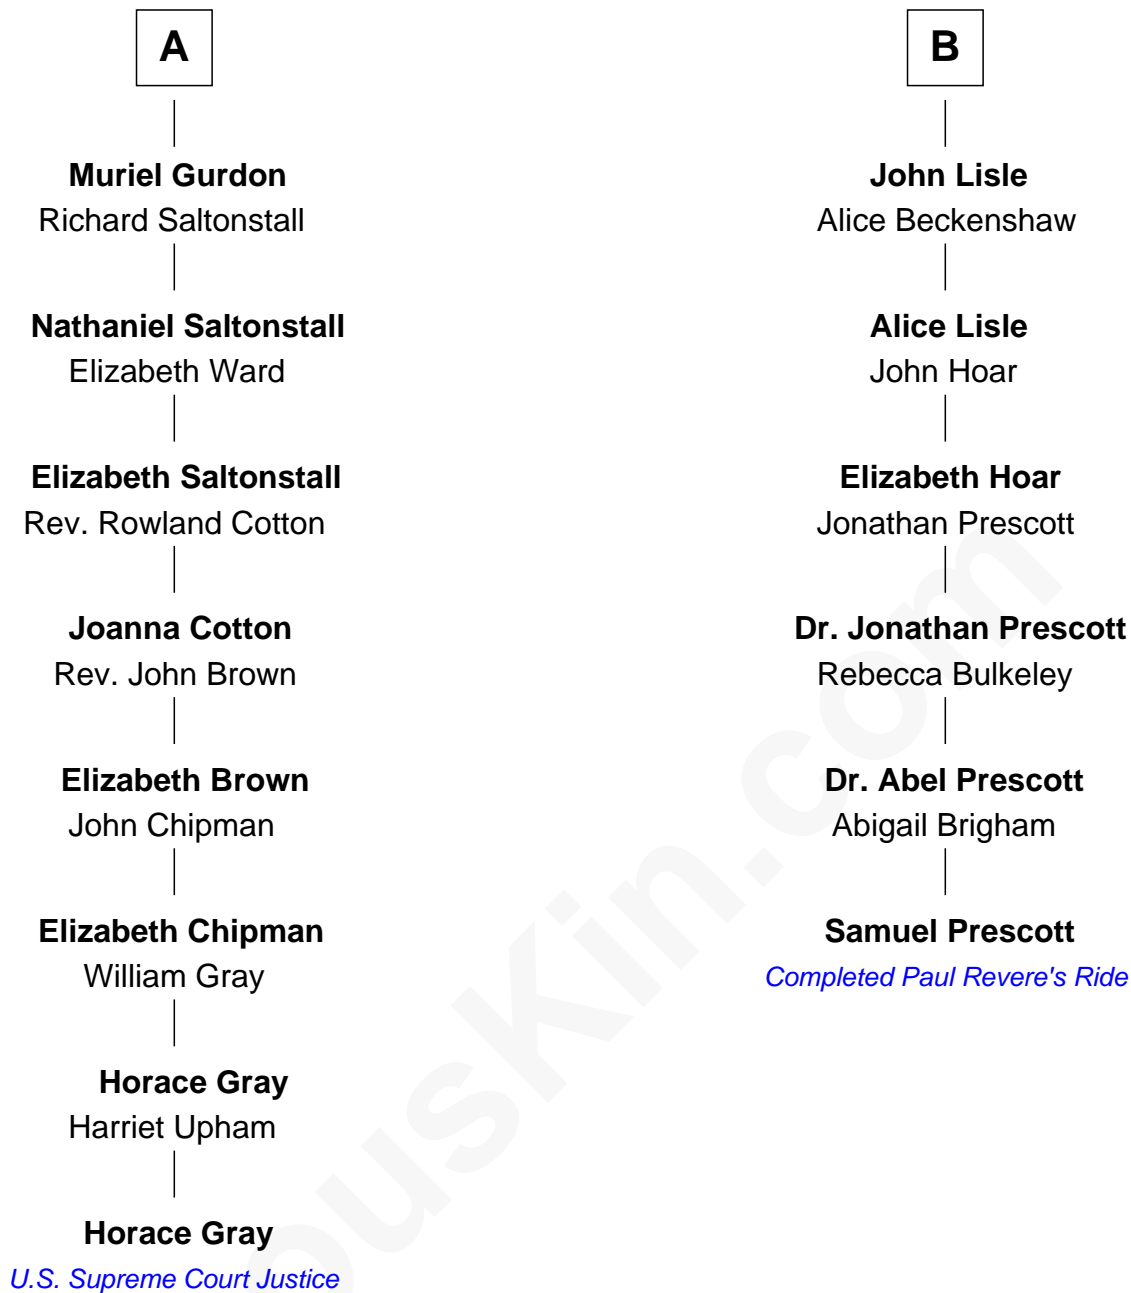 A
Muriel Gurdon
Richard Saltonstall
Nathaniel Saltonstall
Elizabeth Ward
Elizabeth Saltonstall
Rev. Rowland Cotton
Joanna Cotton
Rev. John Brown
Elizabeth Brown
John Chipman
Elizabeth Chipman
William Gray
Horace Gray
Harriet Upham
Horace Gray
U.S. Supreme Court Justice
B
John Lisle
Alice Beckenshaw
Alice Lisle
John Hoar
Elizabeth Hoar
Jonathan Prescott
Dr. Jonathan Prescott
Rebecca Bulkeley
Dr. Abel Prescott
Abigail Brigham
Samuel Prescott
Completed Paul Revere's Ride
ousKin.com